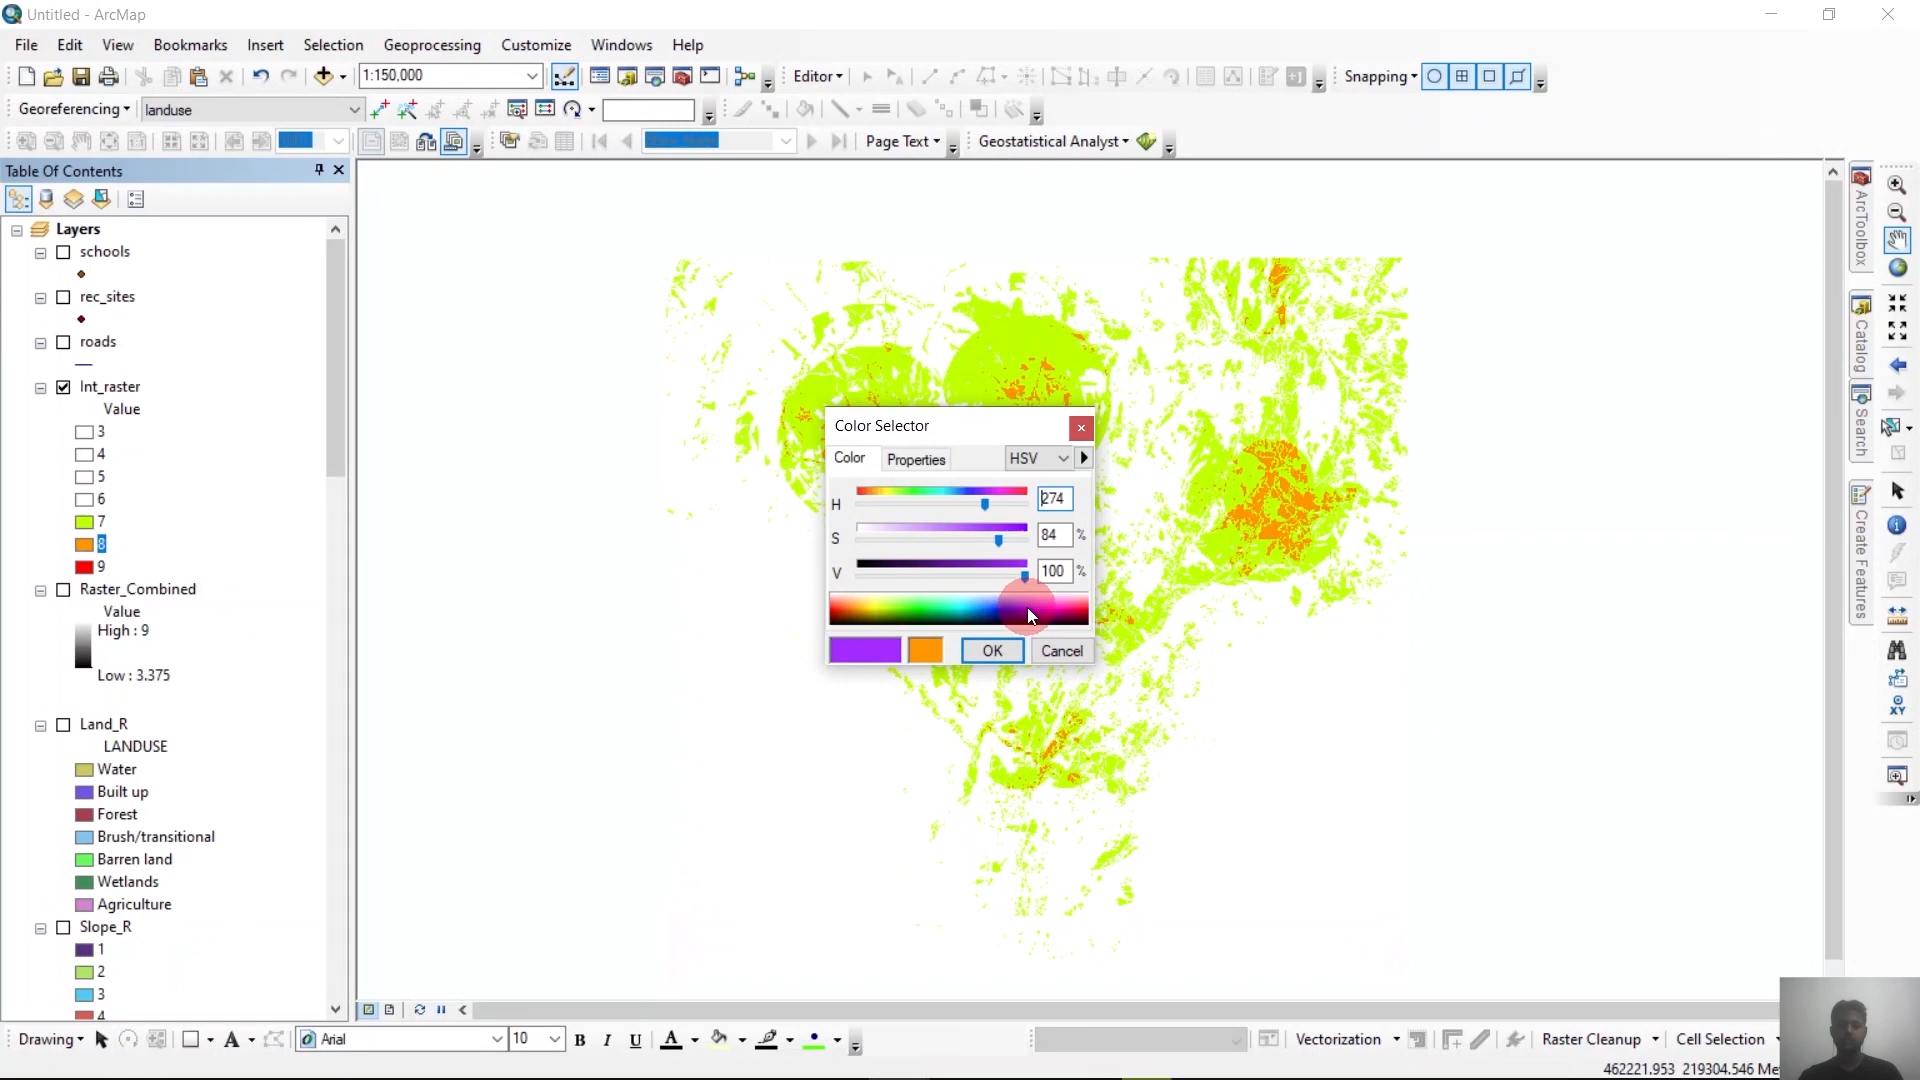 Untitled - ArcMap
File Edit View Bookmarks Insert Selection Geoprocessing Customize Windows Help
1:150,000 Editor Snapping
Georeferencing landuse
Page Text Geostatistical Analyst
Table Of Contents
Layers
schools
rec_sites
roads
Int_raster
Value
3
4
5
6
7
8
9
Raster_Combined
Value
High : 9
Low : 3.375
Land_R
LANDUSE
Water
Built up
Forest
Brush/transitional
Barren land
Wetlands
Agriculture
Slope_R
1
2
3
4
Color Selector
Color Properties HSV
H 274
S 84 %
V 100 %
OK Cancel
ArcToolbox
Catalog
Search
Create Features
XY
Drawing A Arial 10 B I U A Vectorization Raster Cleanup Cell Selection
462221.953 219304.546 Me